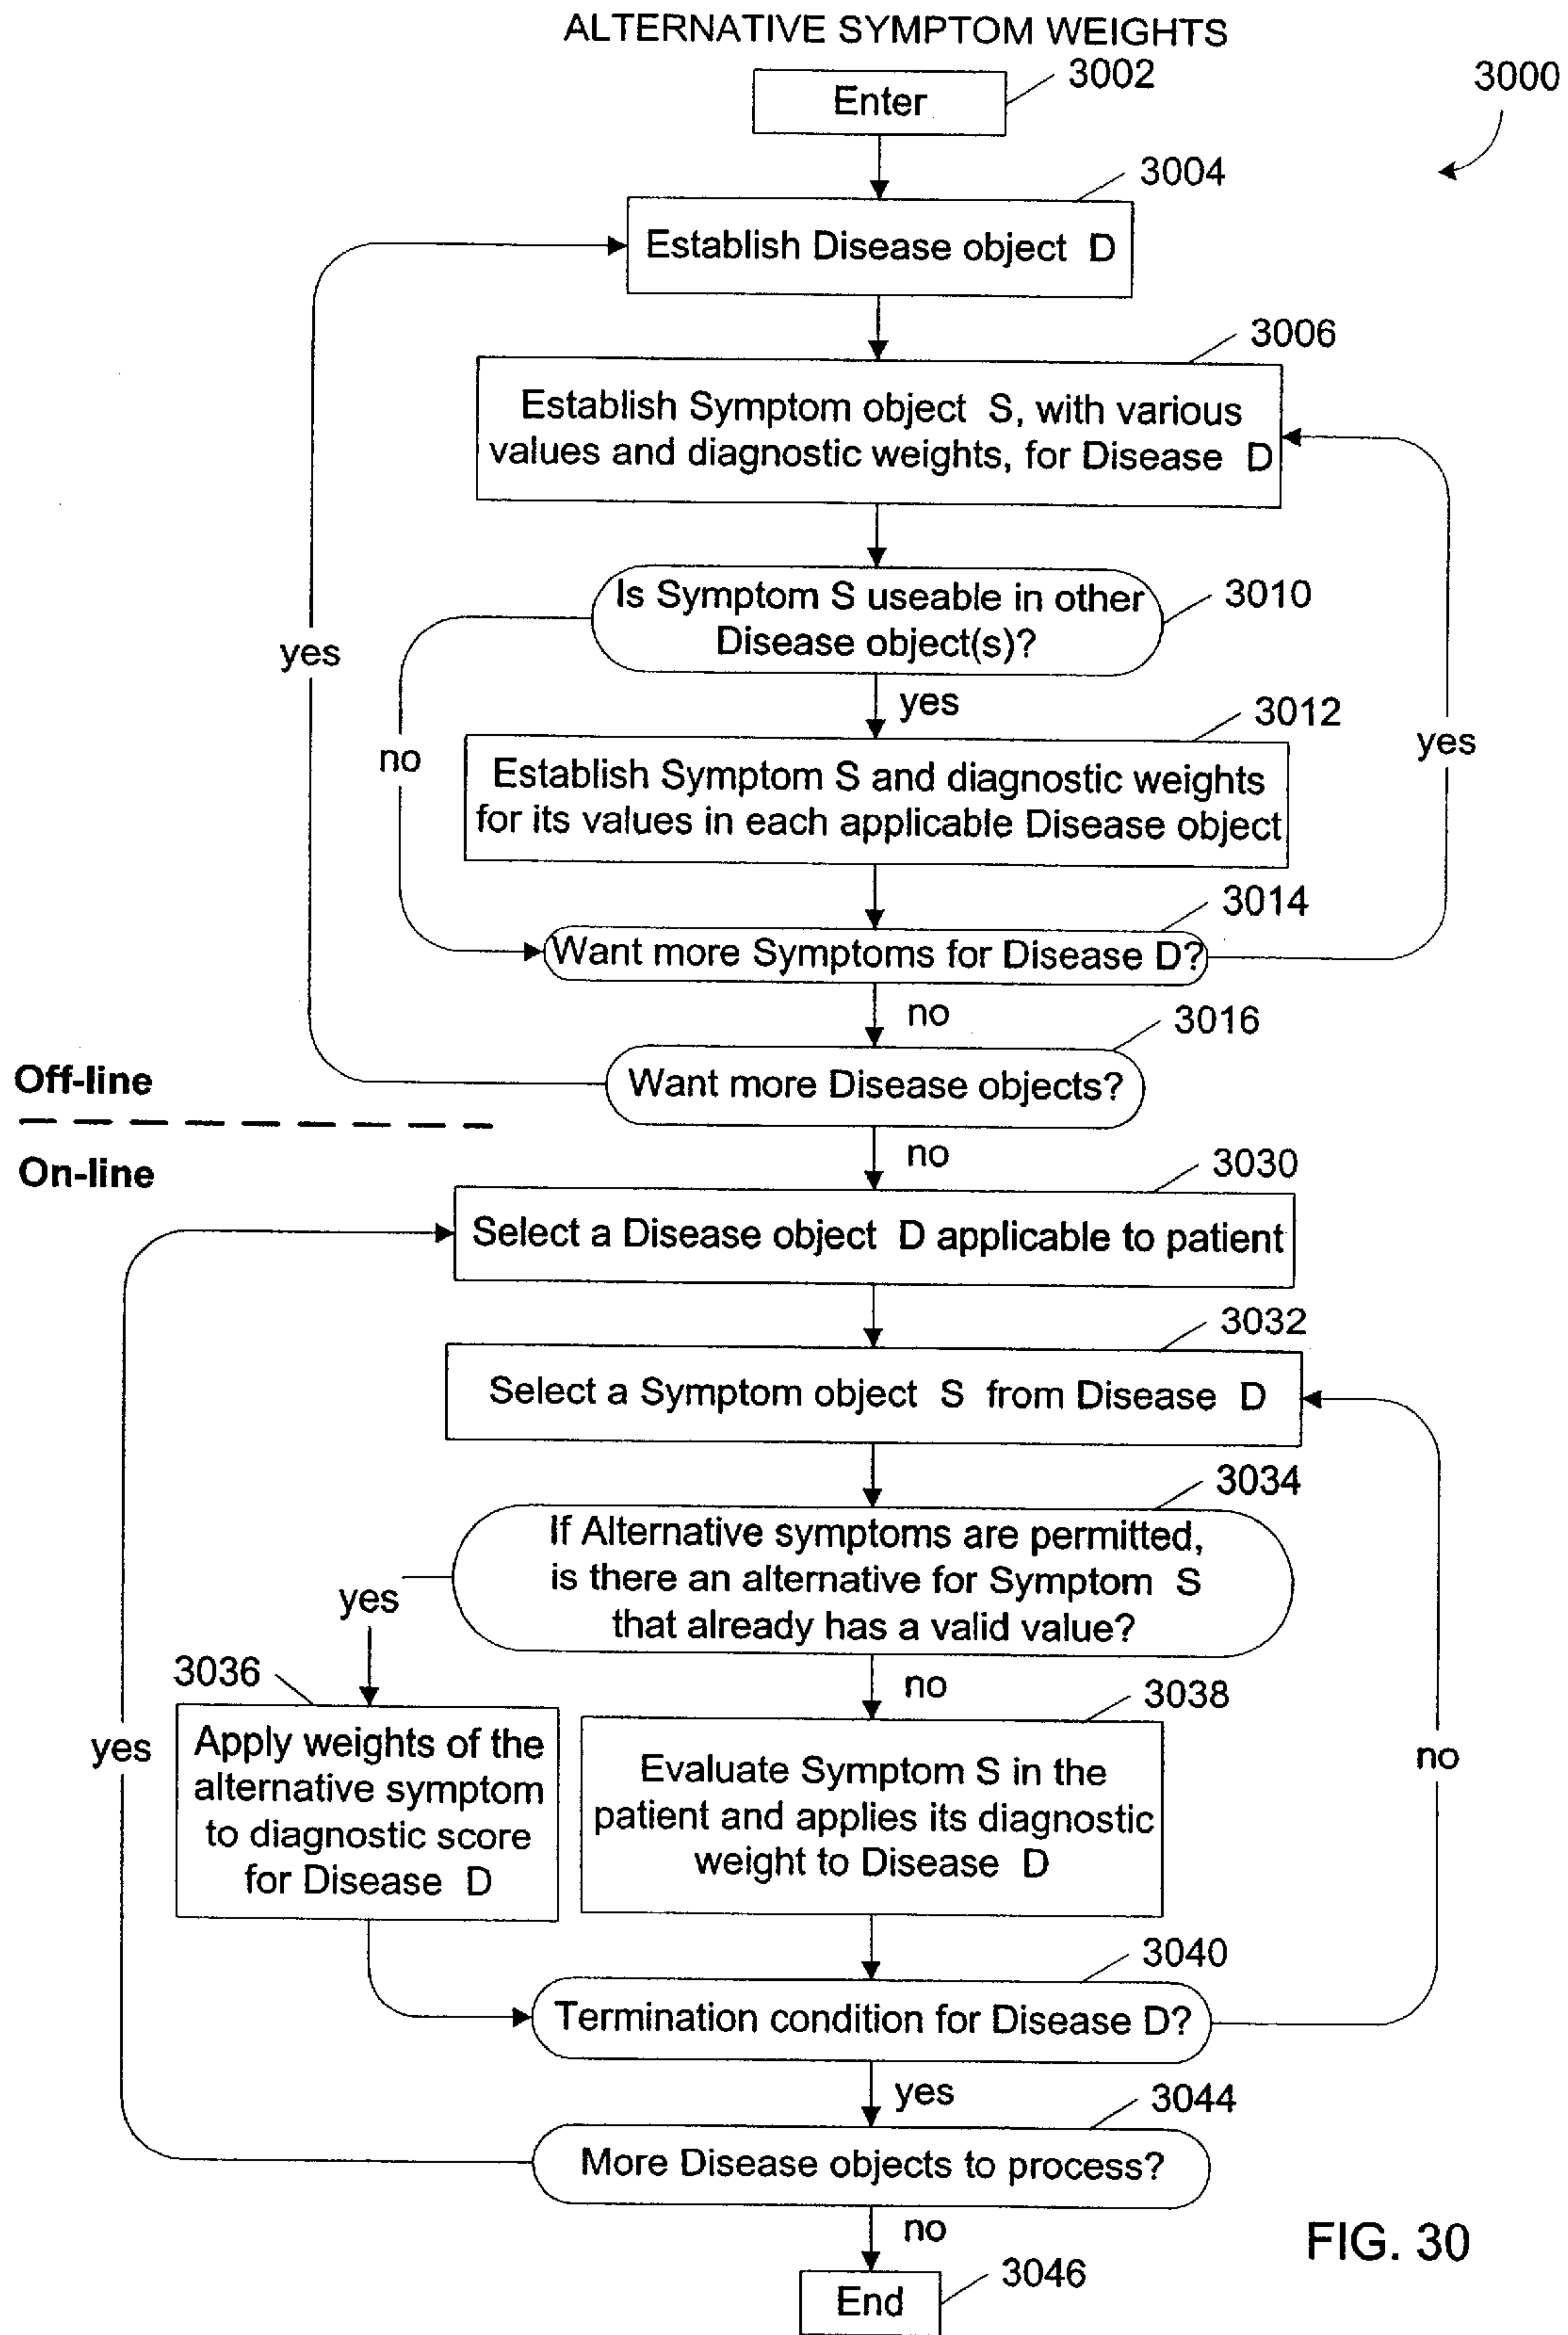 ALTERNATIVE SYMPTOM WEIGHTS
3000
Enter
3002
Establish Disease object D
3004
Establish Symptom object S, with various
values and diagnostic weights, for Disease D
3006
Is Symptom S useable in other
Disease object(s)?
3010
yes
no
Establish Symptom S and diagnostic weights
for its values in each applicable Disease object
3012
yes
yes
Want more Symptoms for Disease D?
3014
no
Want more Disease objects?
3016
Off-line
On-line
no
Select a Disease object D applicable to patient
3030
Select a Symptom object S from Disease D
3032
If Alternative symptoms are permitted,
is there an alternative for Symptom S
that already has a valid value?
3034
yes
no
3036
Apply weights of the
alternative symptom
to diagnostic score
for Disease D
3038
Evaluate Symptom S in the
patient and applies its diagnostic
weight to Disease D
yes
no
Termination condition for Disease D?
3040
yes
More Disease objects to process?
3044
no
End
3046
FIG. 30